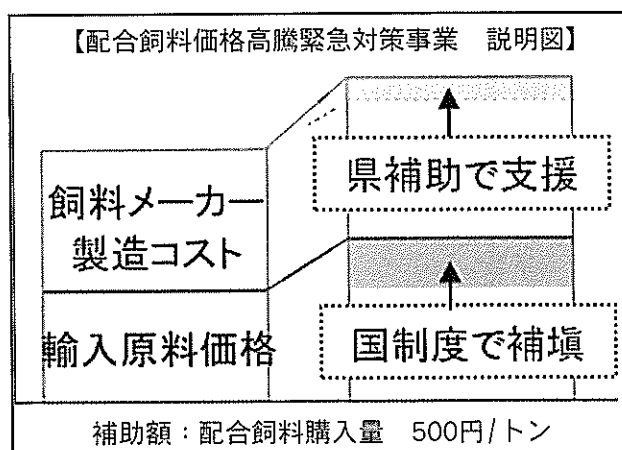 【配合飼料価格高騰緊急対策事業　説明図】
県補助で支援
飼料メーカー
製造コスト
国制度で補塡
輸入原料価格
補助額：配合飼料購入量　500円/トン